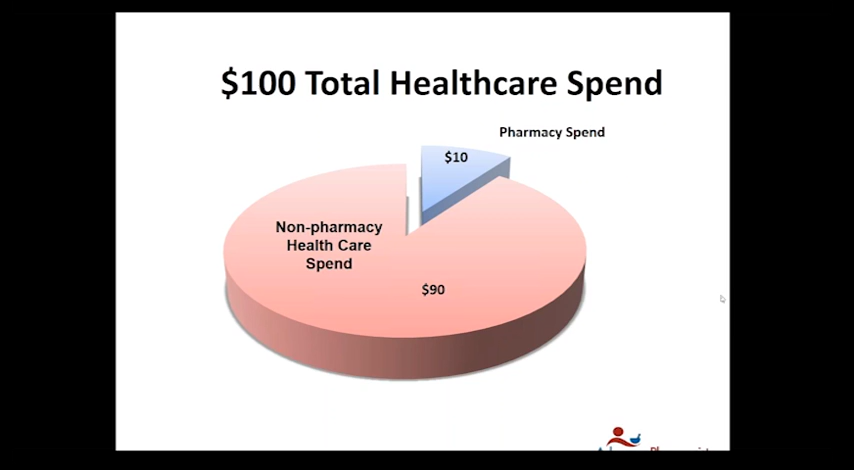 $100 Total Healthcare Spend
Pharmacy Spend
$10
Non-pharmacy
Health Care
Spend
$90